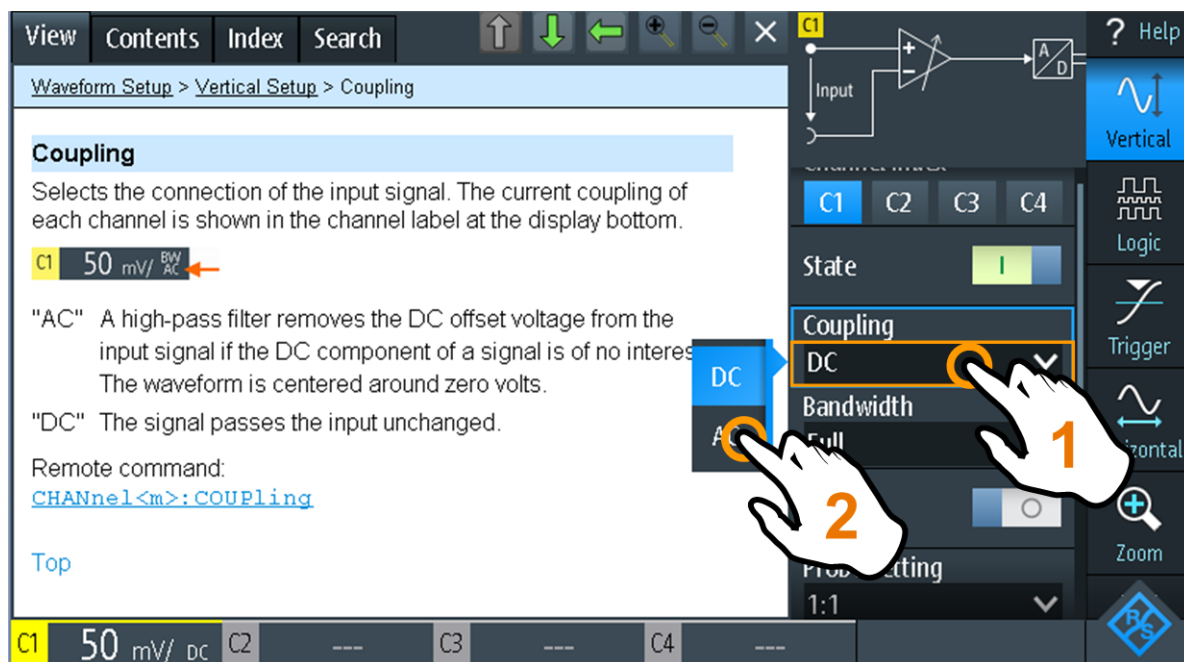 View Contents Index Search
Waveform Setup > Vertical Setup > Coupling
Coupling
Selects the connection of the input signal. The current coupling of
each channel is shown in the channel label at the display bottom.
C1 50 mV/ BW AC
"AC" A high-pass filter removes the DC offset voltage from the
input signal if the DC component of a signal is of no interes
The waveform is centered around zero volts.
"DC" The signal passes the input unchanged.
Remote command:
CHANnel<m>:COUPling
Top
DC
AC
2
C1
Input
+
-
A/D
C1 C2 C3 C4
State
I
Coupling
DC
Bandwidth
Full
1
O
1:1
? Help
Vertical
Logic
Trigger
zontal
Zoom
R/S
C1 50 mV/ DC C2 --- C3 --- C4 ---